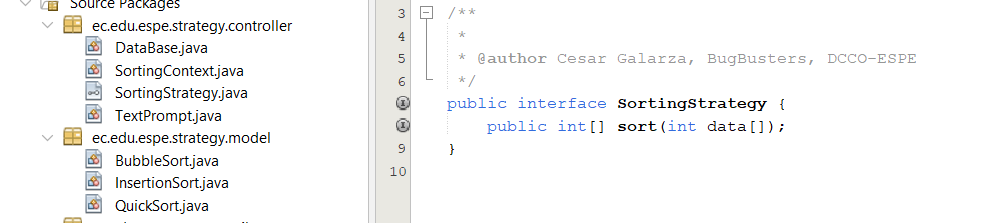 Source Packages
ec.edu.espe.strategy.controller
DataBase.java
SortingContext.java
SortingStrategy.java
TextPrompt.java
ec.edu.espe.strategy.model
BubbleSort.java
InsertionSort.java
QuickSort.java
3 /**
4 *
5 * @author Cesar Galarza, BugBusters, DCCO-ESPE
6 */
public interface SortingStrategy {
public int[] sort(int data[]);
9 }
10